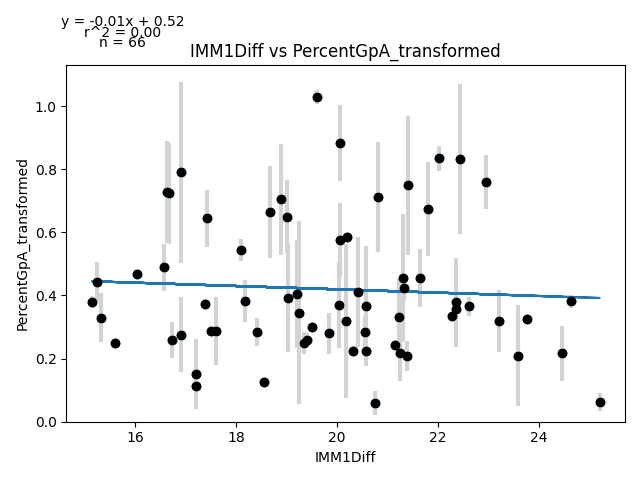 y = -0.01x + 0.52
r^2 = 0.00
n = 66
IMM1Diff vs PercentGpA_transformed
PercentGpA_transformed
1.0
0.8
0.6
0.4
0.2
0.0
16 18 20 22 24
IMM1Diff